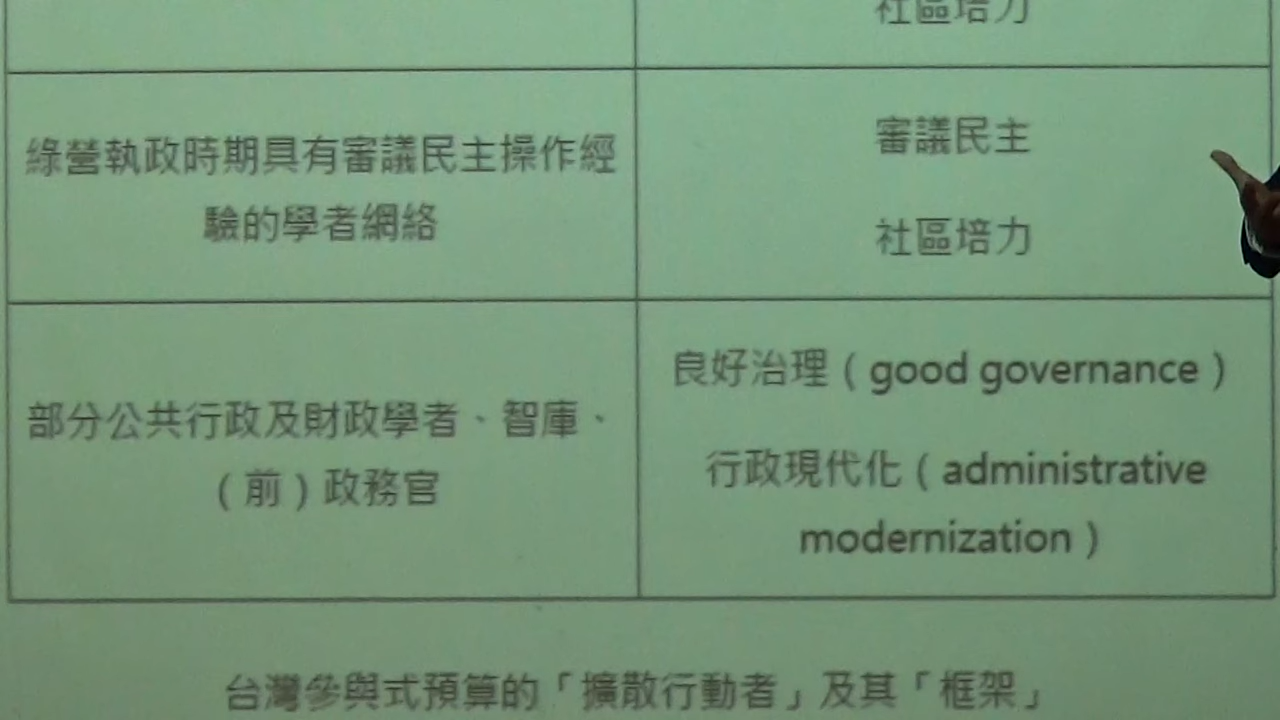 社區培力
綠營執政時期具有審議民主操作經
驗的學者網絡
審議民主
社區培力
部分公共行政及財政學者、智庫、
(前)政務官
良好治理(good governance)
行政現代化(administrative
modernization)
台灣參與式預算的「擴散行動者」及其「框架」